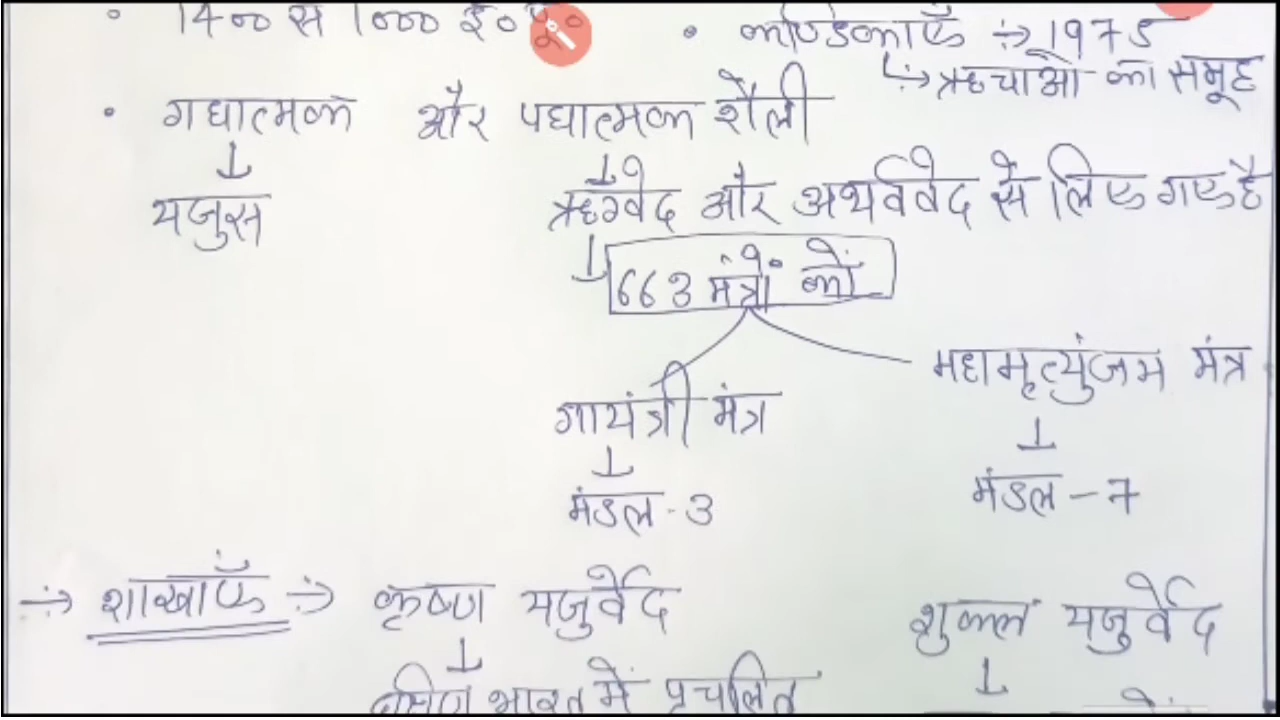 • 1400 से 1000 ई०पू०
• कण्डिकाएँ ÷> 1975
↳> ऋचाओ का समूह
• गद्यात्मक और पद्यात्मक शैली
↓ ↓
यजुस ऋग्वेद और अथर्ववेद से लिए गए है
↓ 663 मंत्रों को
गायंत्री मंत्र महामृत्युंजय मंत्र
↓ ↓
मंडल - 3 मंडल - 7
÷> शाखाएँ ÷> कृष्ण यजुर्वेद शुक्ल यजुर्वेद
↓ ↓
दक्षिण भारत में प्रचलित